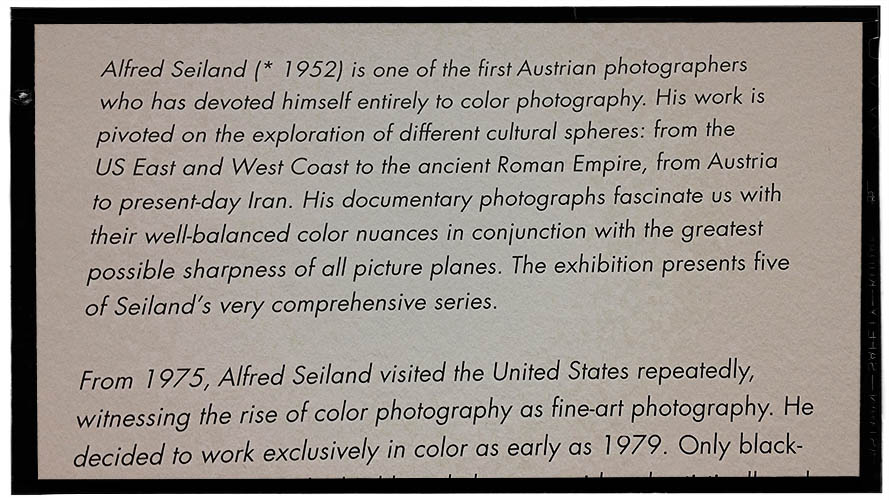 Alfred Seiland (* 1952) is one of the first Austrian photographers
who has devoted himself entirely to color photography. His work is
pivoted on the exploration of different cultural spheres: from the
US East and West Coast to the ancient Roman Empire, from Austria
to present-day Iran. His documentary photographs fascinate us with
their well-balanced color nuances in conjunction with the greatest
possible sharpness of all picture planes. The exhibition presents five
of Seiland's very comprehensive series.
From 1975, Alfred Seiland visited the United States repeatedly,
witnessing the rise of color photography as fine-art photography. He
decided to work exclusively in color as early as 1979. Only black-